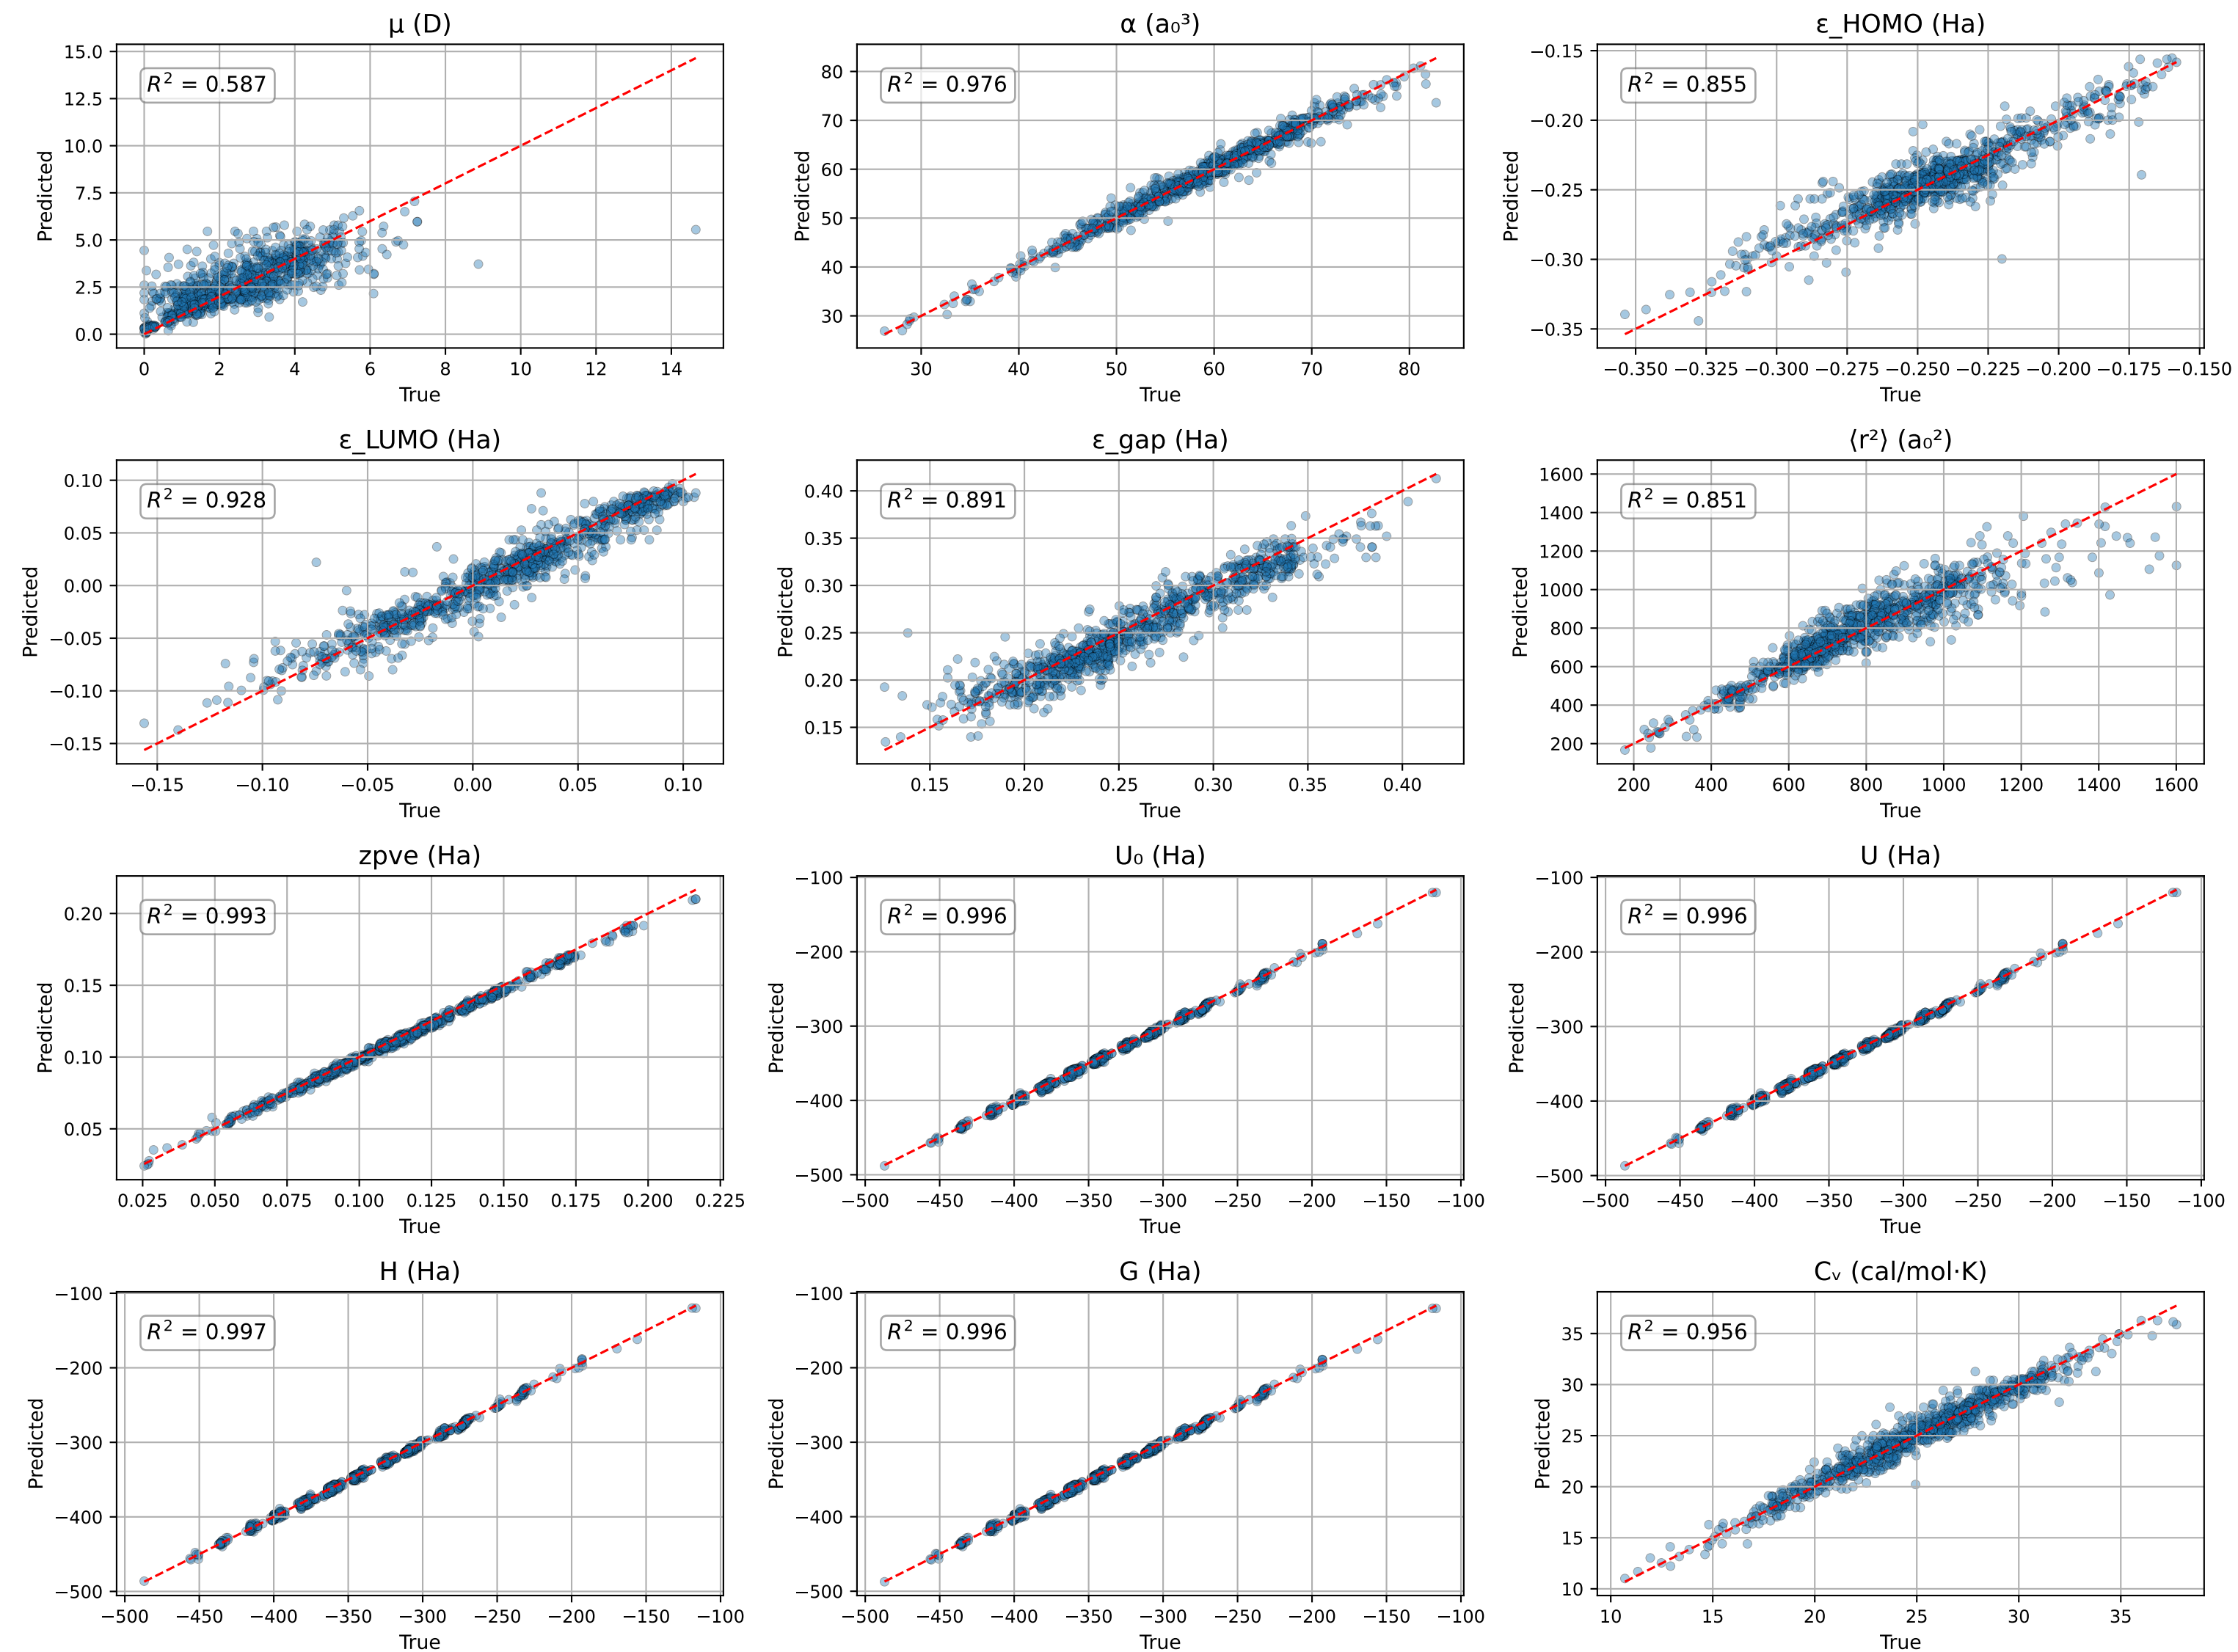 μ (D)
R² = 0.587
Predicted
15.0
12.5
10.0
7.5
5.0
2.5
0.0
0 2 4 6 8 10 12 14
True
α (a₀³)
R² = 0.976
Predicted
80
70
60
50
40
30
30 40 50 60 70 80
True
ε_HOMO (Ha)
R² = 0.855
Predicted
−0.15
−0.20
−0.25
−0.30
−0.35
−0.350 −0.325 −0.300 −0.275 −0.250 −0.225 −0.200 −0.175 −0.150
True
ε_LUMO (Ha)
R² = 0.928
Predicted
0.10
0.05
0.00
−0.05
−0.10
−0.15
−0.15 −0.10 −0.05 0.00 0.05 0.10
True
ε_gap (Ha)
R² = 0.891
Predicted
0.40
0.35
0.30
0.25
0.20
0.15
0.15 0.20 0.25 0.30 0.35 0.40
True
⟨r²⟩ (a₀²)
R² = 0.851
Predicted
1600
1400
1200
1000
800
600
400
200
200 400 600 800 1000 1200 1400 1600
True
zpve (Ha)
R² = 0.993
Predicted
0.20
0.15
0.10
0.05
0.025 0.050 0.075 0.100 0.125 0.150 0.175 0.200 0.225
True
U₀ (Ha)
R² = 0.996
Predicted
−100
−200
−300
−400
−500
−500 −450 −400 −350 −300 −250 −200 −150 −100
True
U (Ha)
R² = 0.996
Predicted
−100
−200
−300
−400
−500
−500 −450 −400 −350 −300 −250 −200 −150 −100
True
H (Ha)
R² = 0.997
Predicted
−100
−200
−300
−400
−500
−500 −450 −400 −350 −300 −250 −200 −150 −100
True
G (Ha)
R² = 0.996
Predicted
−100
−200
−300
−400
−500
−500 −450 −400 −350 −300 −250 −200 −150 −100
True
Cᵥ (cal/mol·K)
R² = 0.956
Predicted
35
30
25
20
15
10
10 15 20 25 30 35
True